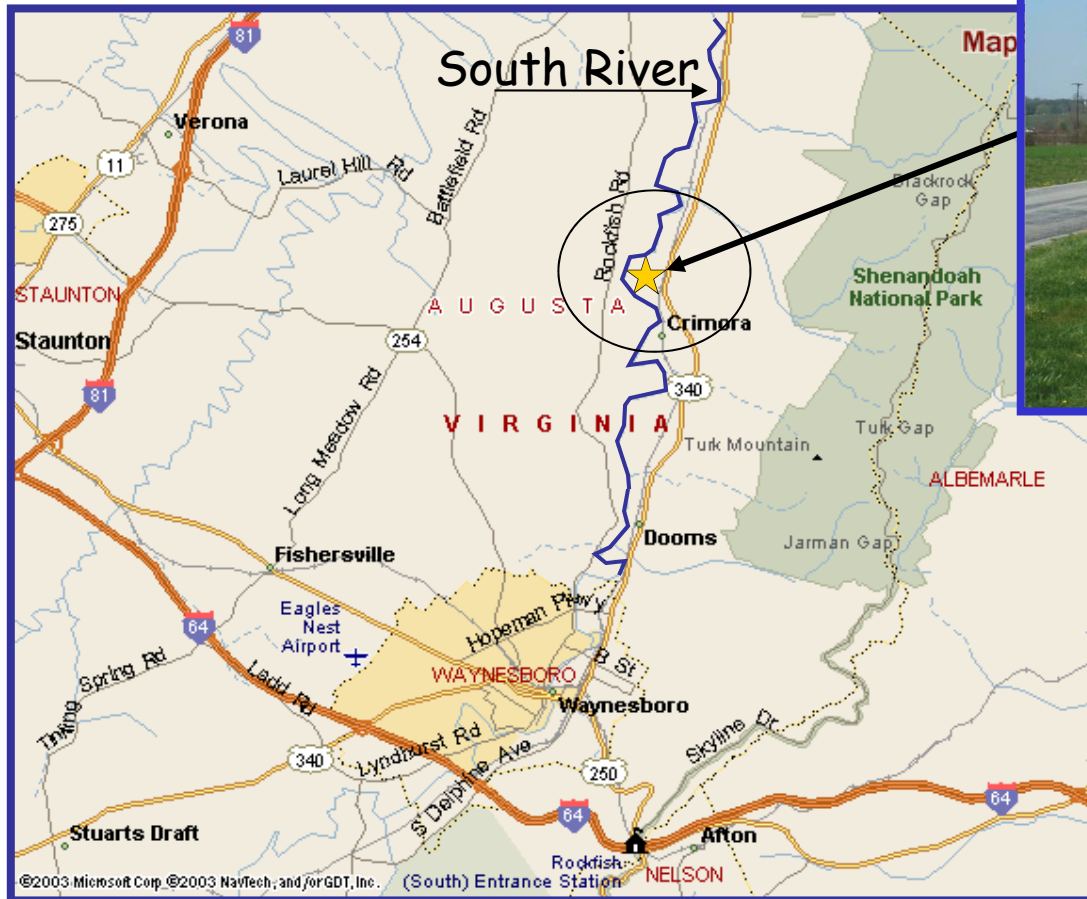 81
South River
Map
Verona
11
Laurel Hill Rd
Battlefield Rd
Rockfish Rd
Blackrock
Gap
275
STAUNTON
Staunton
AUGUSTA
Shenandoah
National Park
Crimora
254
81
340
Long Meadow Rd
VIRGINIA
Turk Mountain
Turk Gap
ALBEMARLE
Dooms
Jarman Gap
Fishersville
Eagles
Nest
Airport
64
Hopeman Pkwy
B St
WAYNESBORO
Waynesboro
Tinkling Spring Rd
Ladd Rd
Lyndhurst Rd
S Delphine Ave
Skyline Dr
340
250
64
64
Stuarts Draft
Afton
Rockfish
(South) Entrance Station
NELSON
©2003 Microsoft Corp ©2003 NavTech, and/or GDT, Inc.